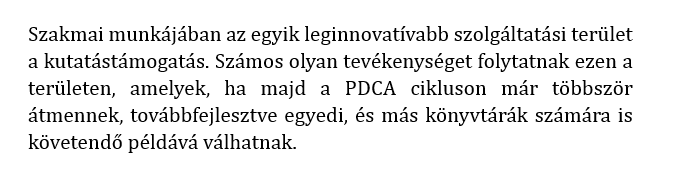 Szakmai munkájában az egyik leginnovatívabb szolgáltatási terület
a kutatástámogatás. Számos olyan tevékenységet folytatnak ezen a
területen, amelyek, ha majd a PDCA cikluson már többször
átmennek, továbbfejlesztve egyedi, és más könyvtárák számára is
követendő példává válhatnak.